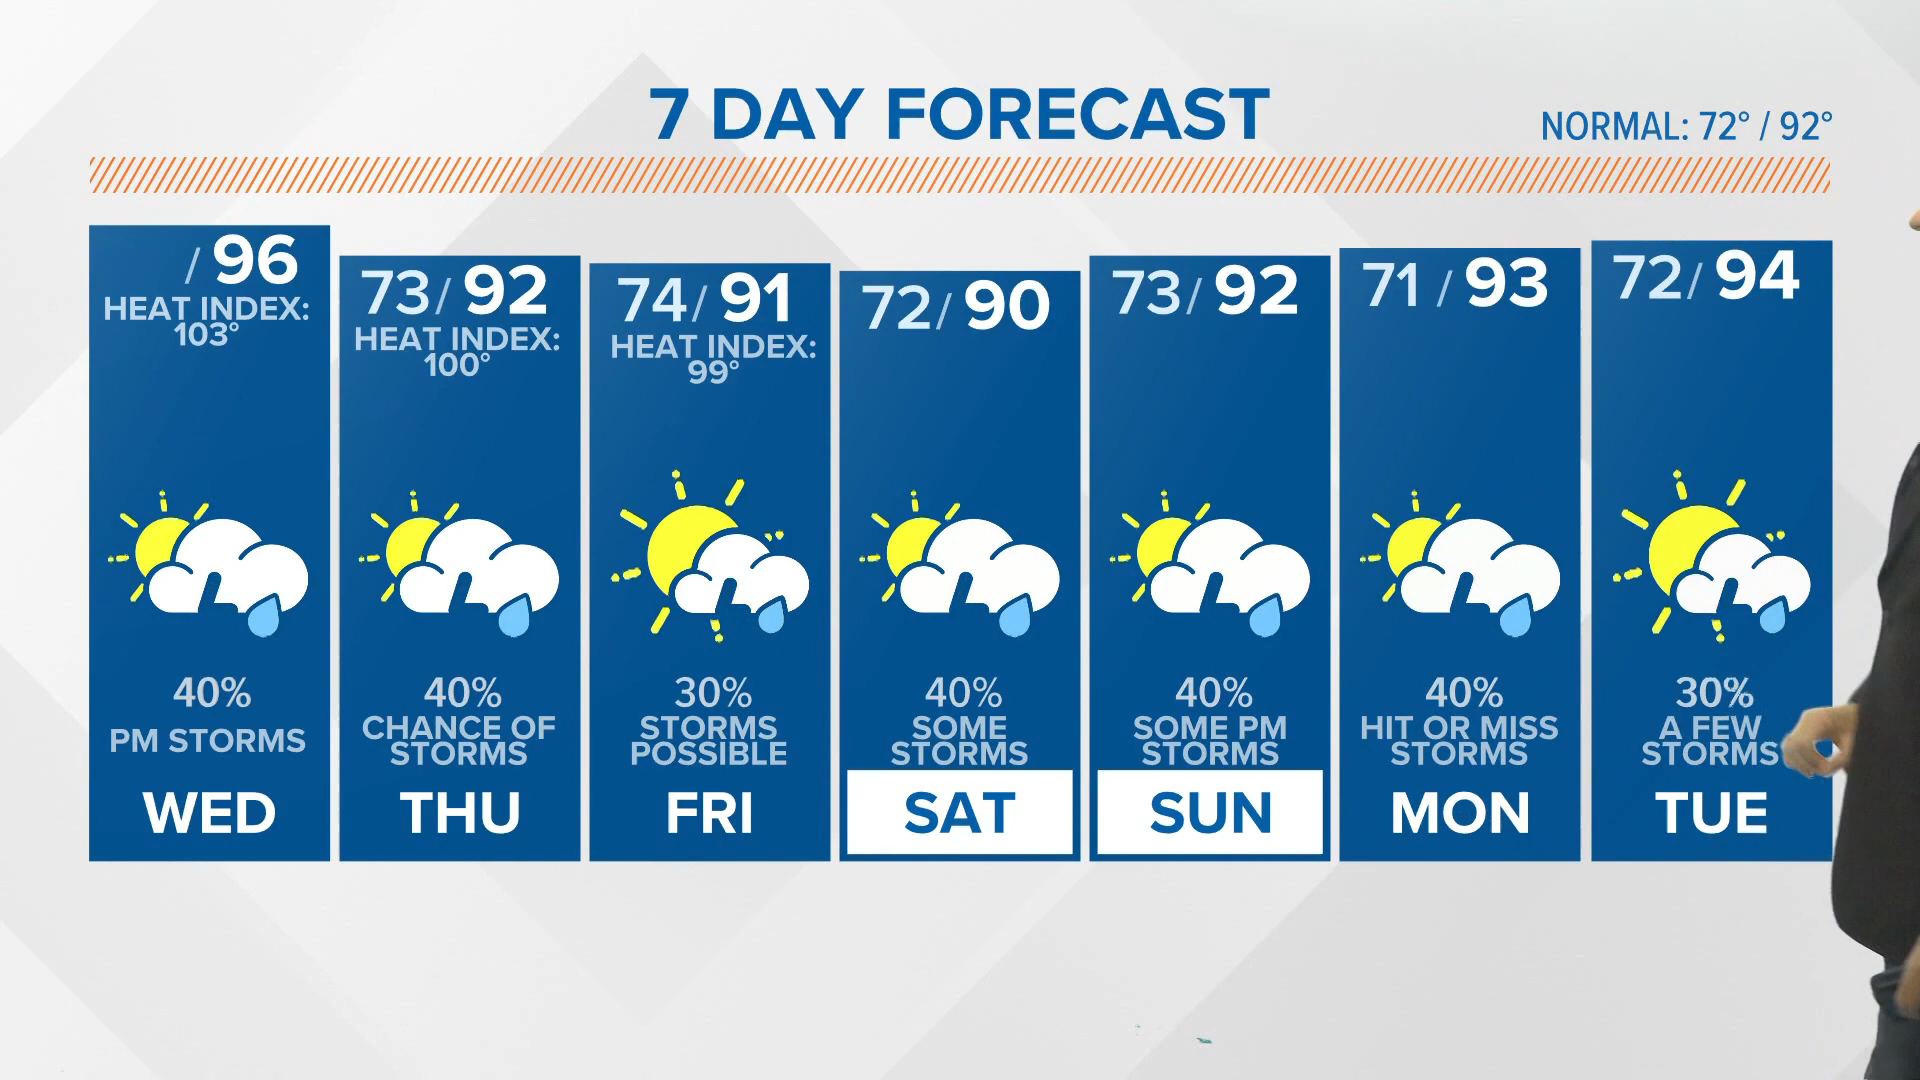 7 DAY FORECAST
NORMAL: 72° / 92°
/ 96
HEAT INDEX:
103°
40%
PM STORMS
WED
73/ 92
HEAT INDEX:
100°
40%
CHANCE OF
STORMS
THU
74/ 91
HEAT INDEX:
99°
30%
STORMS
POSSIBLE
FRI
72/ 90
40%
SOME
STORMS
SAT
73/ 92
40%
SOME PM
STORMS
SUN
71 / 93
40%
HIT OR MISS
STORMS
MON
72/ 94
30%
A FEW
STORMS
TUE